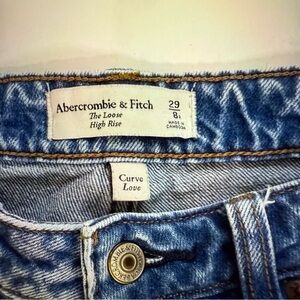 Abercrombie & Fitch
The Loose
High Rise
29
8
MADE IN
CAMBODIA
Curve
Love